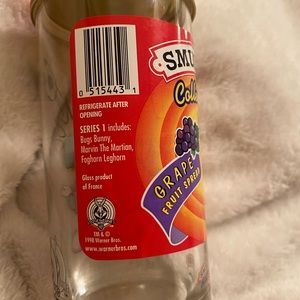 SMU
Colle
GRAPE
FRUIT SPREAD
0 515443 1
REFRIGERATE AFTER
OPENING
SERIES 1 includes:
Bugs Bunny,
Marvin The Martian,
Foghorn Leghorn
Glass product
of France
TM & ©
1998 Warner Bros.
www.warnerbros.com